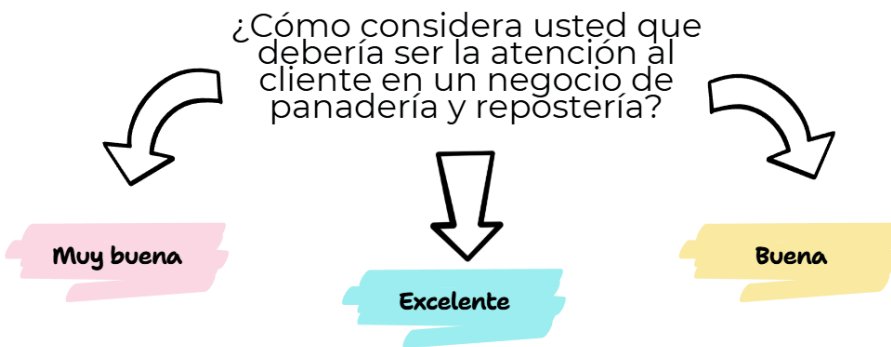 ¿Cómo considera usted que
debería ser la atención al
cliente en un negocio de
panadería y repostería?
Muy buena
Excelente
Buena